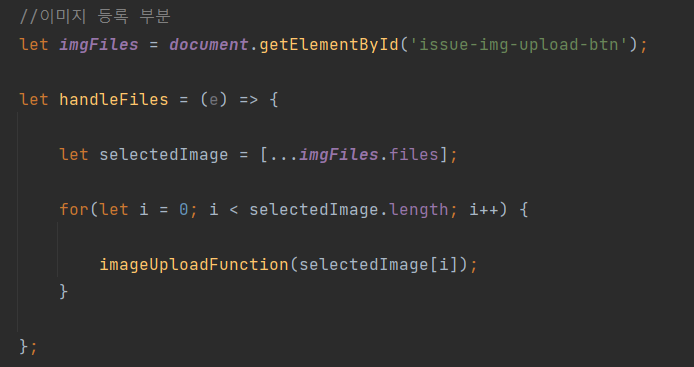 //이미지 등록 부분
let imgFiles = document.getElementById('issue-img-upload-btn');
let handleFiles = (e) => {
let selectedImage = [...imgFiles.files];
for(let i = 0; i < selectedImage.length; i++) {
imageUploadFunction(selectedImage[i]);
}
};